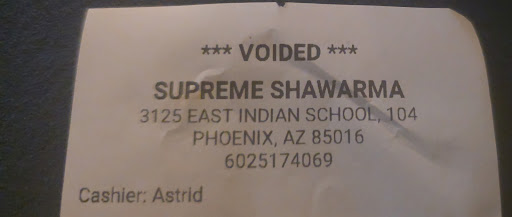 *** VOIDED ***
SUPREME SHAWARMA
3125 EAST INDIAN SCHOOL, 104
PHOENIX, AZ 85016
6025174069
Cashier: Astrid